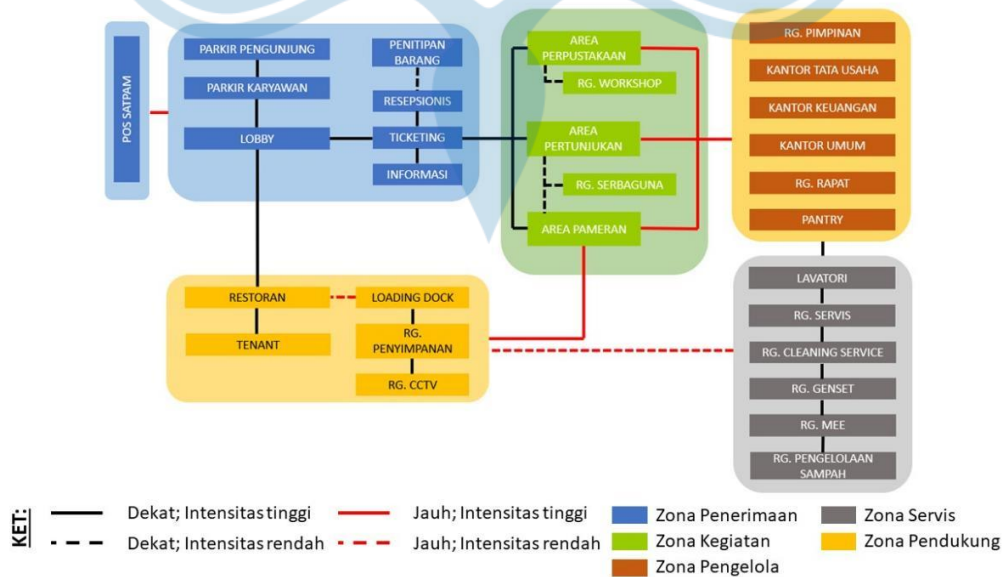 POS SATPAM
PARKIR PENGUNJUNG
PARKIR KARYAWAN
LOBBY
PENITIPAN
BARANG
RESEPSIONIS
TICKETING
INFORMASI
AREA
PERPUSTAKAAN
RG. WORKSHOP
AREA
PERTUNJUKAN
RG. SERBAGUNA
AREA PAMERAN
RG. PIMPINAN
KANTOR TATA USAHA
KANTOR KEUANGAN
KANTOR UMUM
RG. RAPAT
PANTRY
RESTORAN
TENANT
LOADING DOCK
RG.
PENYIMPANAN
RG. CCTV
LAVATORI
RG. SERVIS
RG. CLEANING SERVICE
RG. GENSET
RG. MEE
RG. PENGELOLAAN
SAMPAH
KET:
Dekat; Intensitas tinggi
Dekat; Intensitas rendah
Jauh; Intensitas tinggi
Jauh; Intensitas rendah
Zona Penerimaan
Zona Kegiatan
Zona Pengelola
Zona Servis
Zona Pendukung